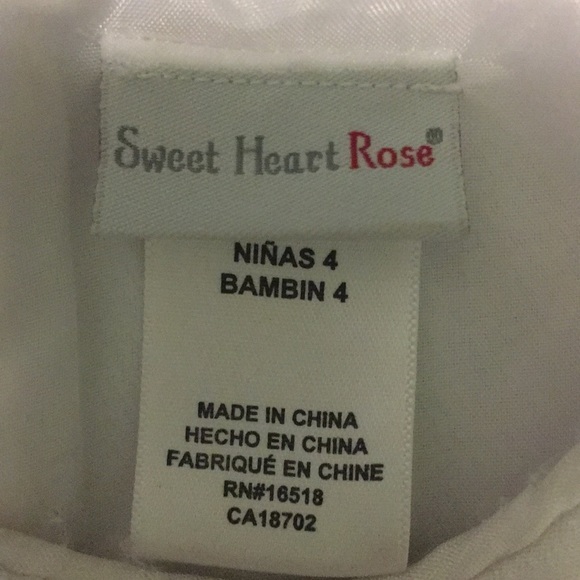 Sweet Heart Rose®
NIÑAS 4
BAMBIN 4
MADE IN CHINA
HECHO EN CHINA
FABRIQUÉ EN CHINE
RN#16518
CA18702